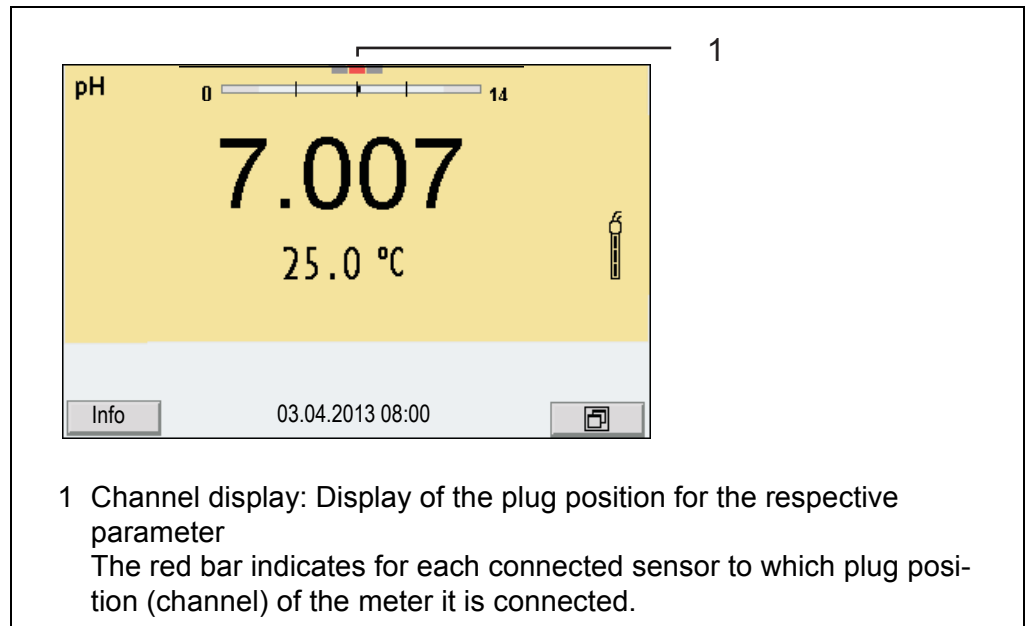 1
pH
0 14
7.007
25.0 °C
Info 03.04.2013 08:00
1 Channel display: Display of the plug position for the respective
parameter
The red bar indicates for each connected sensor to which plug posi-
tion (channel) of the meter it is connected.